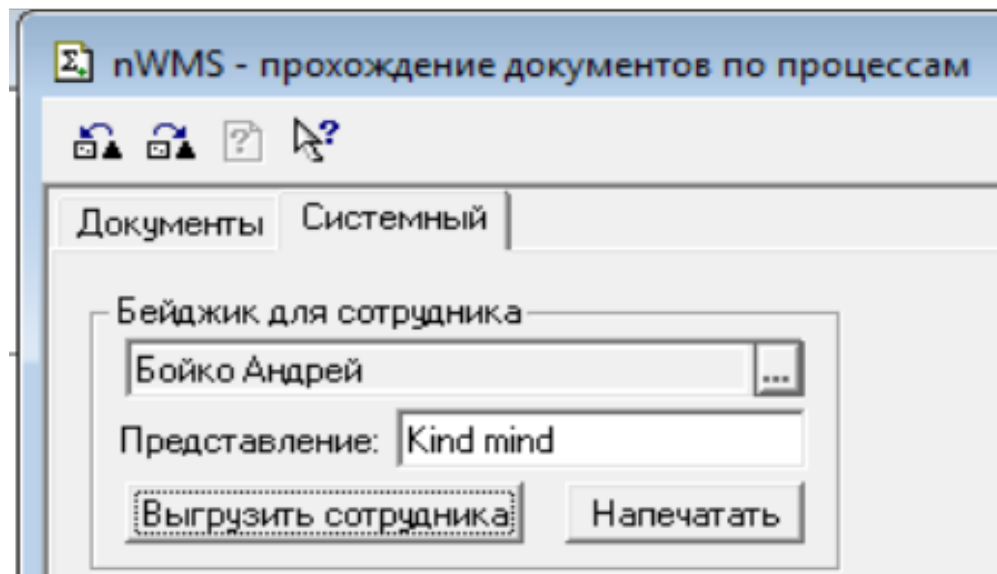 nWMS - прохождение документов по процессам
Документы Системный
Бейджик для сотрудника
Бойко Андрей ...
Представление: Kind mind
Выгрузить сотрудника Напечатать